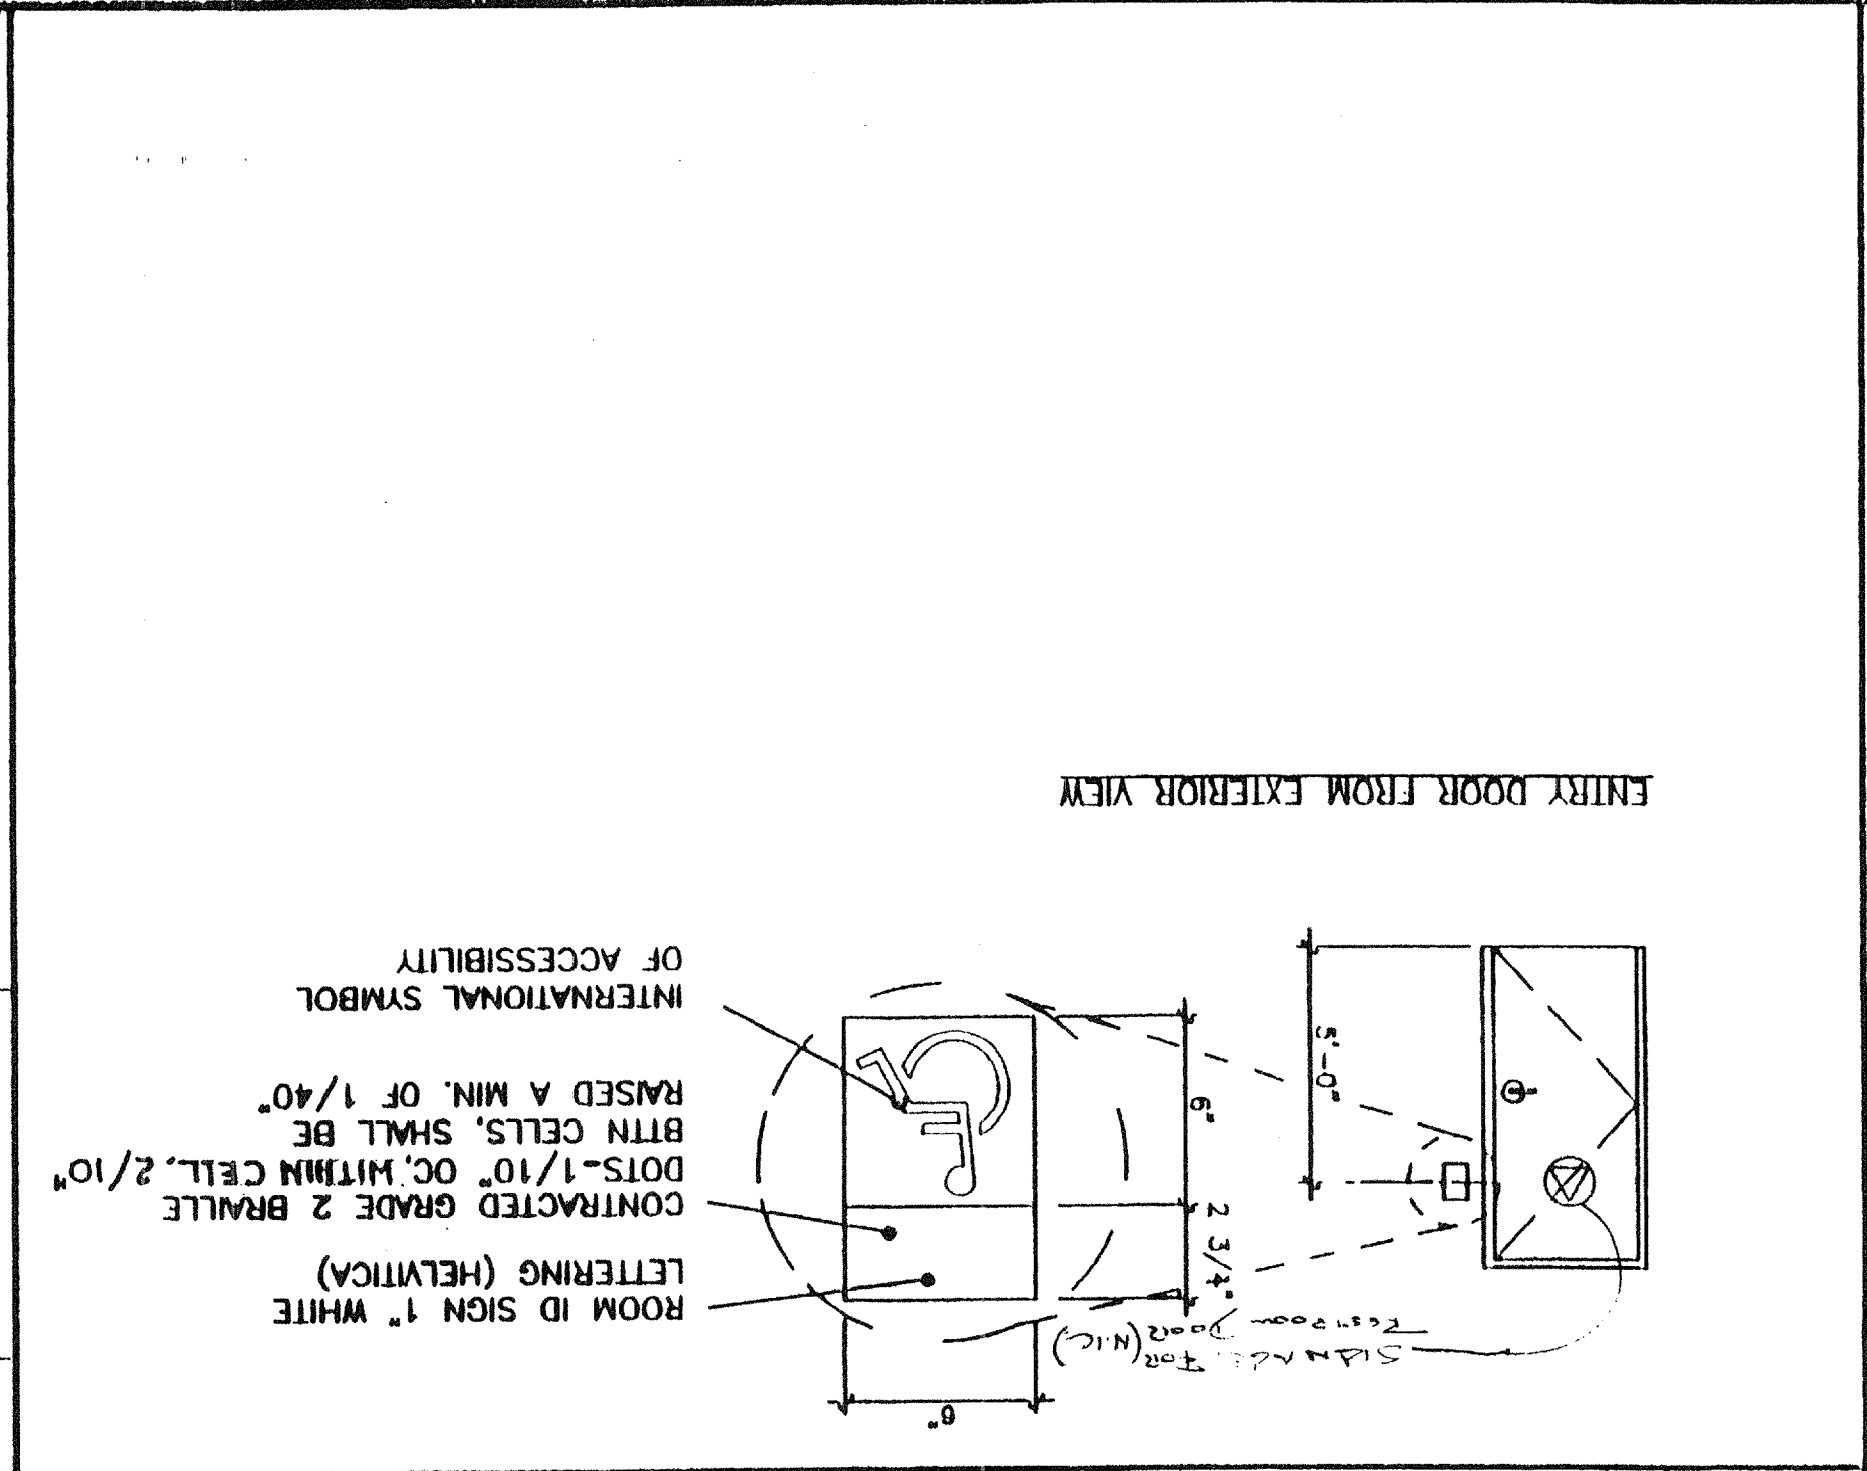 6"
SIGNAGE FOR
RESTROOM DOOR (N.I.C)
ROOM ID SIGN 1" WHITE
LETTERING (HELVITICA)
CONTRACTED GRADE 2 BRAILLE
DOTS-1/10" OC. WITHIN CELL, 2/10"
BTTN CELLS, SHALL BE
RAISED A MIN. OF 1/40"
INTERNATIONAL SYMBOL
OF ACCESSIBILITY
2 3/4"
6"
5'-0"
ENTRY DOOR FROM EXTERIOR VIEW